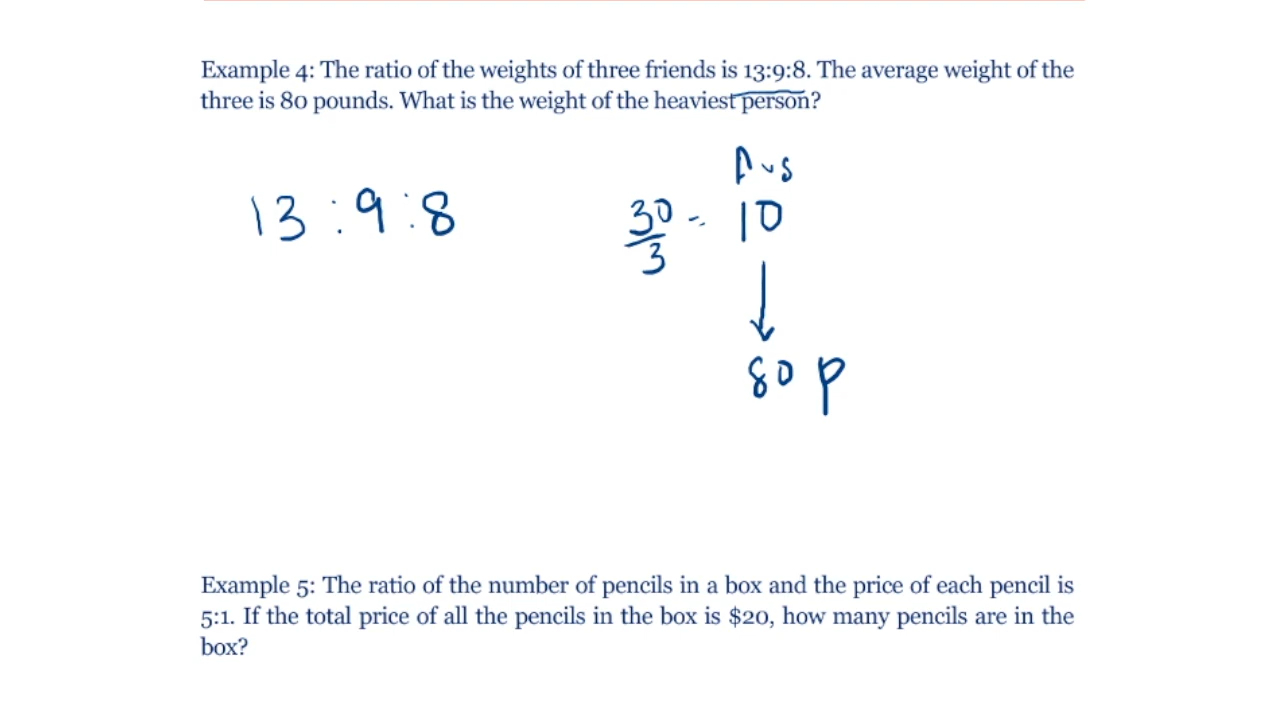 Example 4: The ratio of the weights of three friends is 13:9:8. The average weight of the
three is 80 pounds. What is the weight of the heaviest person?
Avg
13 : 9 : 8
30/3 = 10
80 p
Example 5: The ratio of the number of pencils in a box and the price of each pencil is
5:1. If the total price of all the pencils in the box is $20, how many pencils are in the
box?